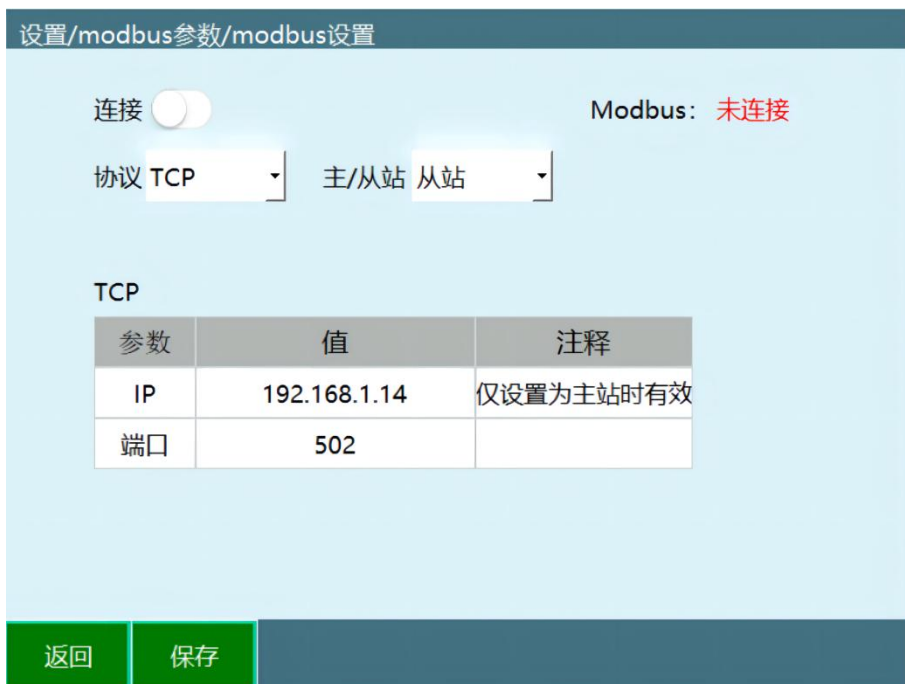 设置/modbus参数/modbus设置
连接 Modbus: 未连接
协议 TCP 主/从站 从站
TCP
参数 值 注释
IP 192.168.1.14 仅设置为主站时有效
端口 502
返回 保存